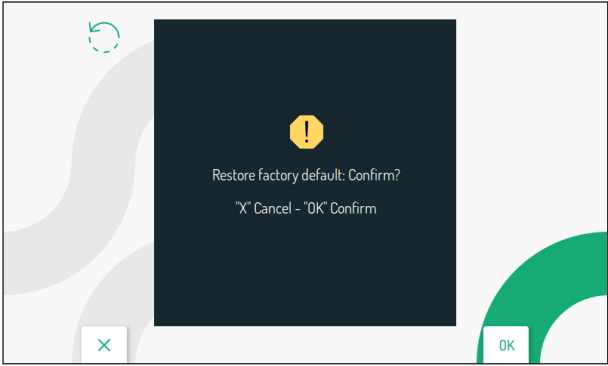 !
Restore factory default: Confirm?
"X" Cancel - "OK" Confirm
OK